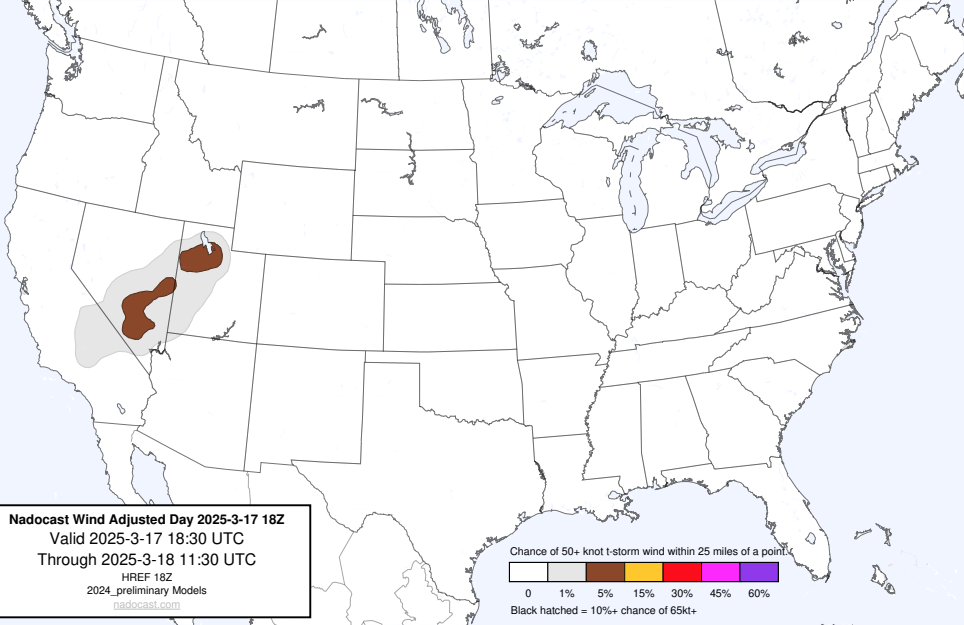 Nadocast Wind Adjusted Day 2025-3-17 18Z
Valid 2025-3-17 18:30 UTC
Through 2025-3-18 11:30 UTC
HREF 18Z
2024_preliminary Models
nadocast.com
Chance of 50+ knot t-storm wind within 25 miles of a point.
0 1% 5% 15% 30% 45% 60%
Black hatched = 10%+ chance of 65kt+